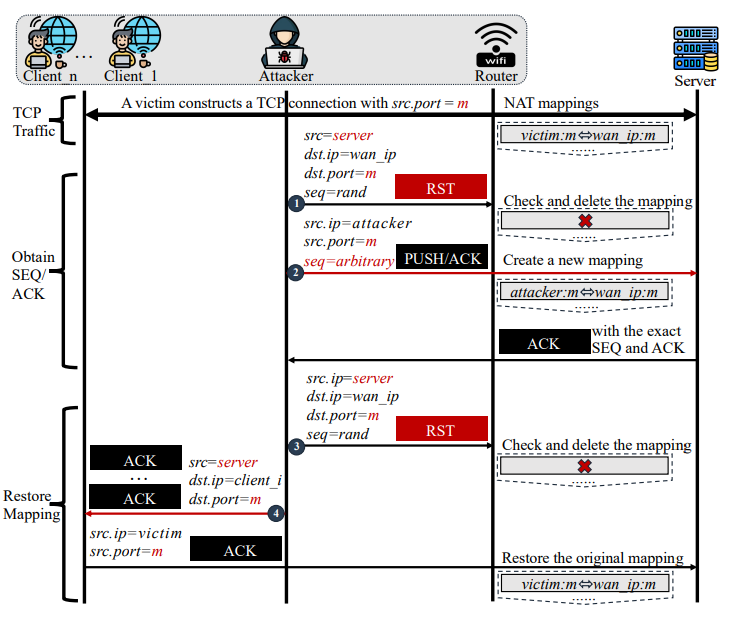 wifi
Client_n
...
Client_1
Attacker
Router
Server
TCP
Traffic
A victim constructs a TCP connection with src.port = m
NAT mappings
victim:m⇔wan_ip:m
......
src=server
dst.ip=wan_ip
dst.port=m
seq=rand
RST
1
Check and delete the mapping
......
Obtain
SEQ/
ACK
src.ip=attacker
src.port=m
seq=arbitrary
PUSH/ACK
2
Create a new mapping
attacker:m⇔wan_ip:m
......
ACK
with the exact
SEQ and ACK
src.ip=server
dst.ip=wan_ip
dst.port=m
seq=rand
RST
3
Check and delete the mapping
......
Restore
Mapping
ACK
...
ACK
src=server
dst.ip=client_i
dst.port=m
4
src.ip=victim
src.port=m
ACK
Restore the original mapping
victim:m⇔wan_ip:m
......